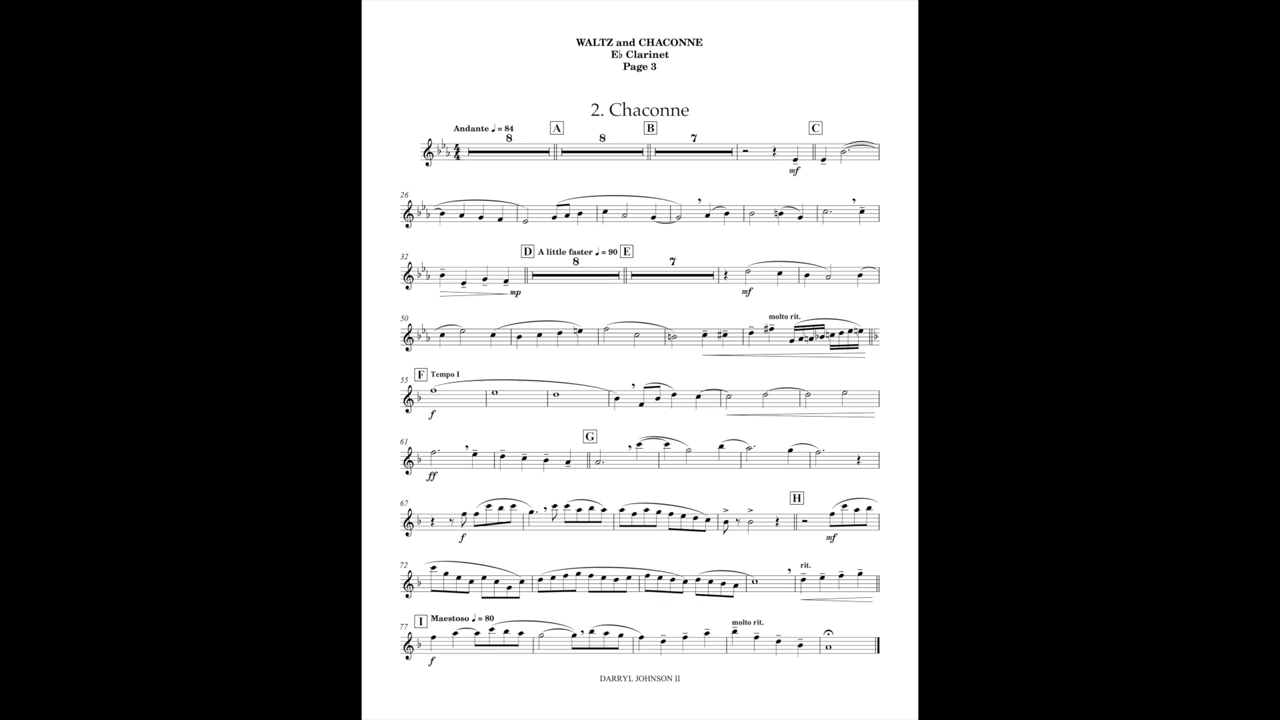 WALTZ and CHACONNE
E♭ Clarinet
Page 3
2. Chaconne
Andante ♩ = 84
8 A 8 B 7 C
mf
26
32 D A little faster ♩ = 90 E
8 7
mp mf
50 molto rit.
F Tempo I
55
f
61 G
ff
67 H
f mf
72 rit.
I Maestoso ♩ = 80 molto rit.
77
f
DARRYL JOHNSON II